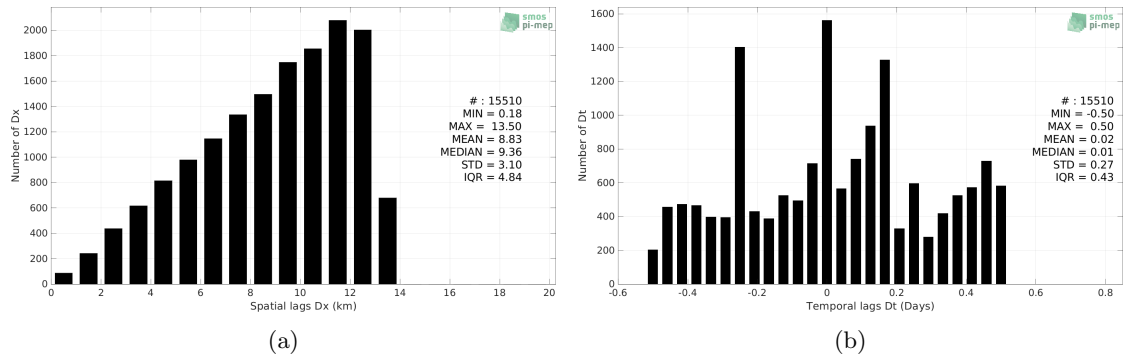 smos
pi-mep
2000
1800
1600
1400
1200
1000
800
600
400
200
0
Number of Dx
# : 15510
MIN = 0.18
MAX = 13.50
MEAN = 8.83
MEDIAN = 9.36
STD = 3.10
IQR = 4.84
0 2 4 6 8 10 12 14 16 18 20
Spatial lags Dx (km)
(a)
smos
pi-mep
1600
1400
1200
1000
800
600
400
200
0
Number of Dt
# : 15510
MIN = -0.50
MAX = 0.50
MEAN = 0.02
MEDIAN = 0.01
STD = 0.27
IQR = 0.43
-0.6 -0.4 -0.2 0 0.2 0.4 0.6 0.8
Temporal lags Dt (Days)
(b)